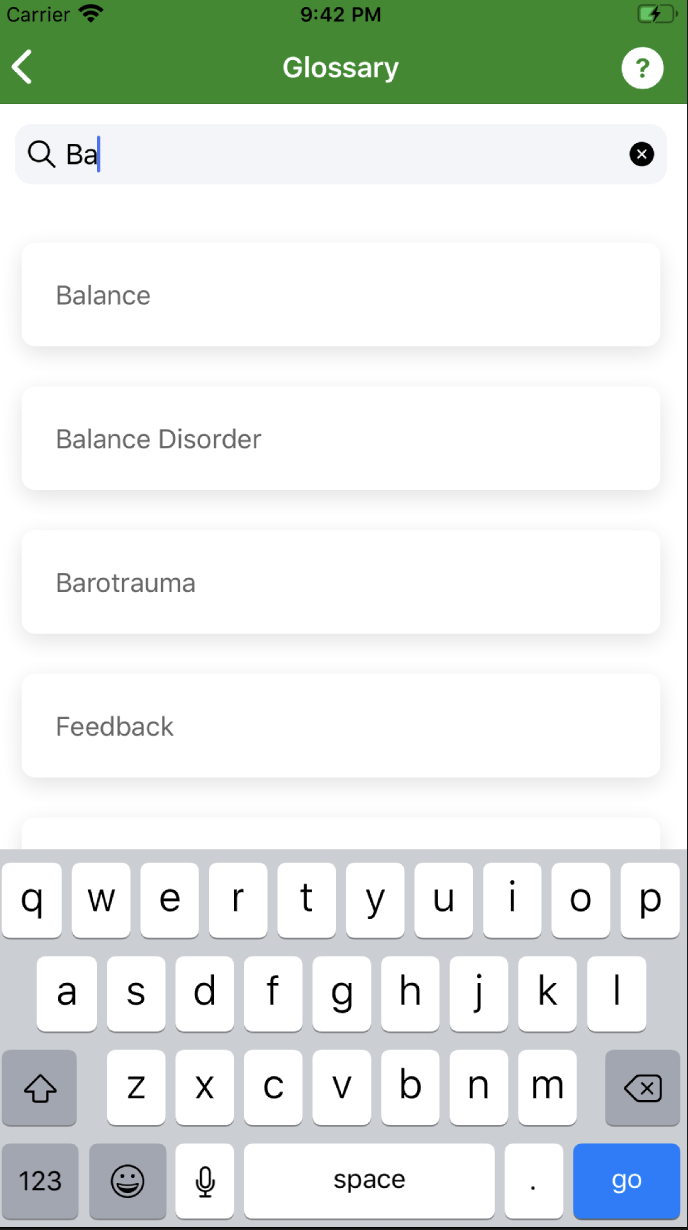 Carrier 9:42 PM
Glossary ?
Ba
Balance
Balance Disorder
Barotrauma
Feedback
q w e r t y u i o p
a s d f g h j k l
z x c v b n m
123 space . go